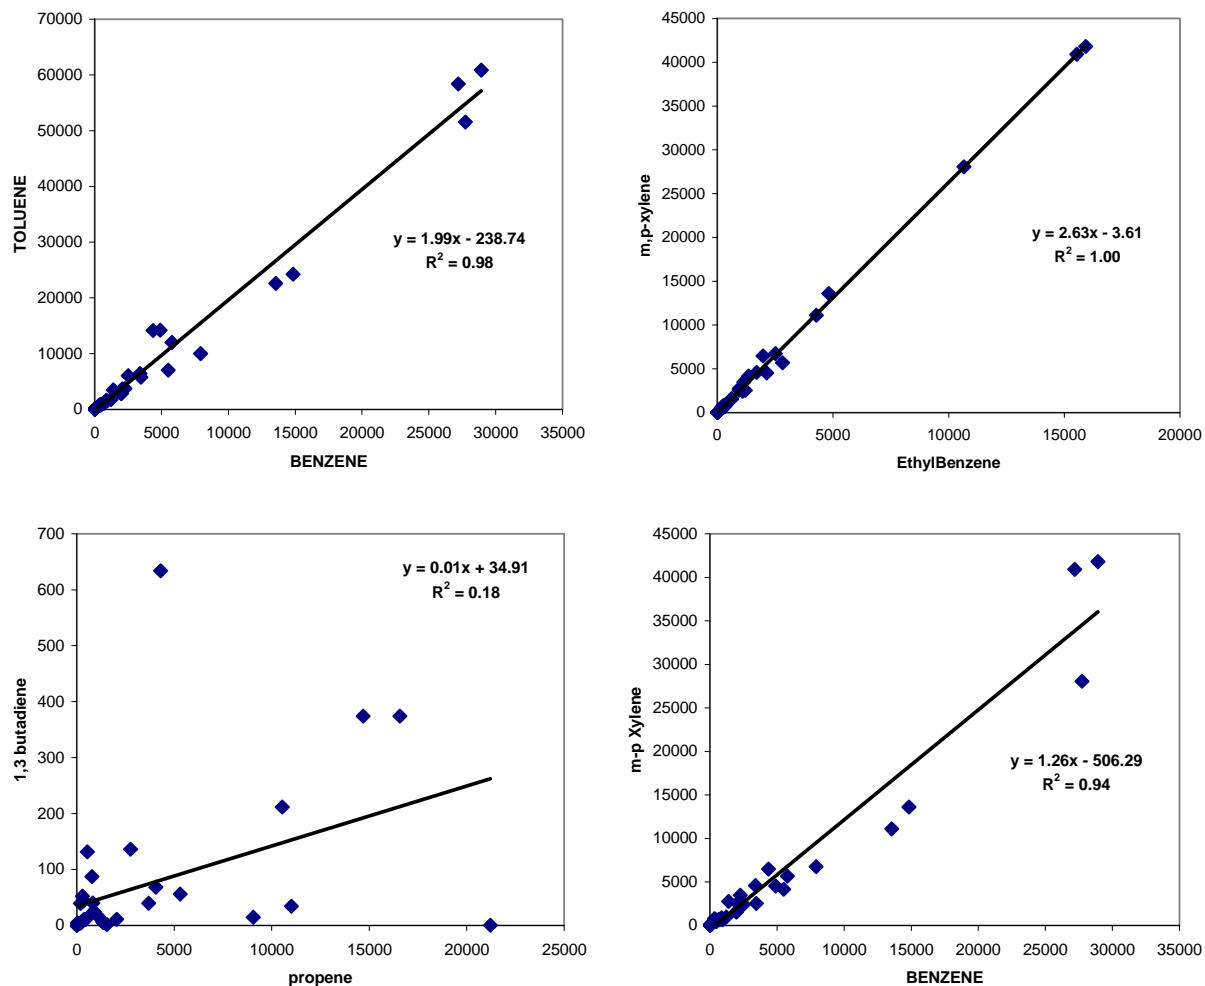 70000
60000
50000
40000
30000
20000
10000
0
TOLUENE
y = 1.99x - 238.74
R² = 0.98
0 5000 10000 15000 20000 25000 30000 35000
BENZENE
45000
40000
35000
30000
25000
20000
15000
10000
5000
0
m,p-xylene
y = 2.63x - 3.61
R² = 1.00
0 5000 10000 15000 20000
EthylBenzene
700
600
500
400
300
200
100
0
1,3 butadiene
y = 0.01x + 34.91
R² = 0.18
0 5000 10000 15000 20000 25000
propene
45000
40000
35000
30000
25000
20000
15000
10000
5000
0
m-p Xylene
y = 1.26x - 506.29
R² = 0.94
0 5000 10000 15000 20000 25000 30000 35000
BENZENE